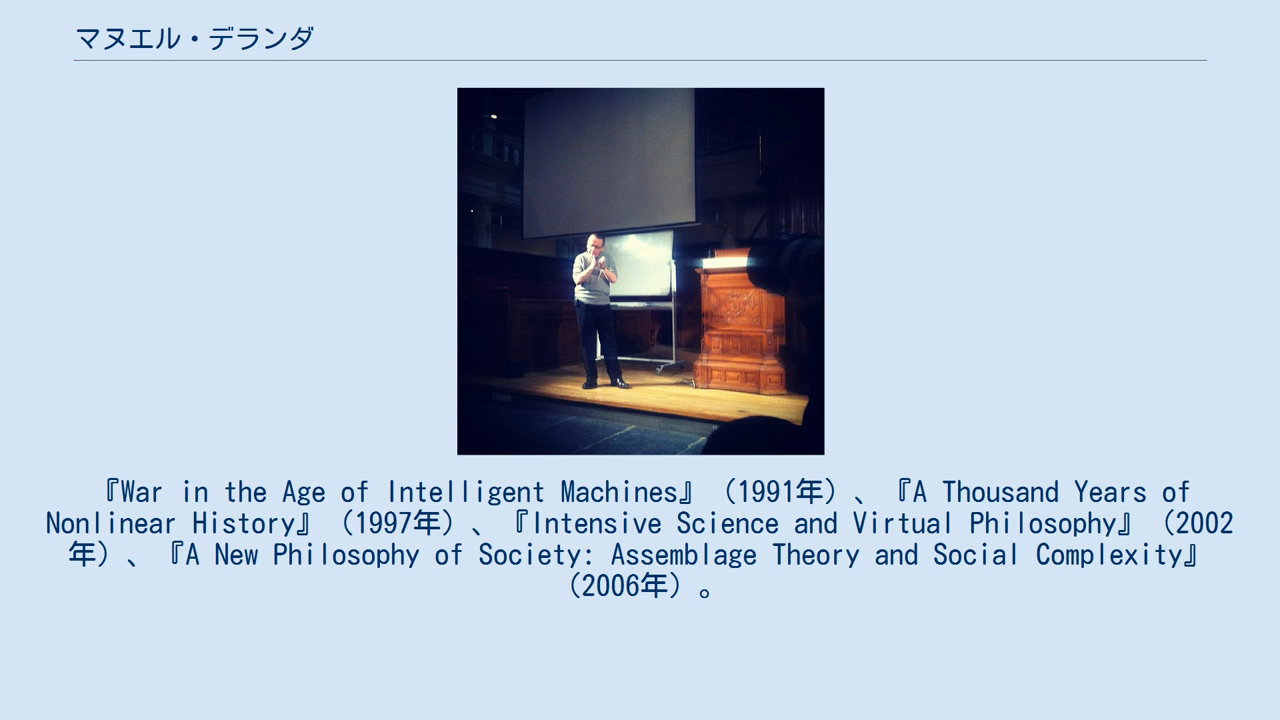 マヌエル・デランダ
『War in the Age of Intelligent Machines』（1991年）、『A Thousand Years of
Nonlinear History』（1997年）、『Intensive Science and Virtual Philosophy』（2002
年）、『A New Philosophy of Society: Assemblage Theory and Social Complexity』
（2006年）。